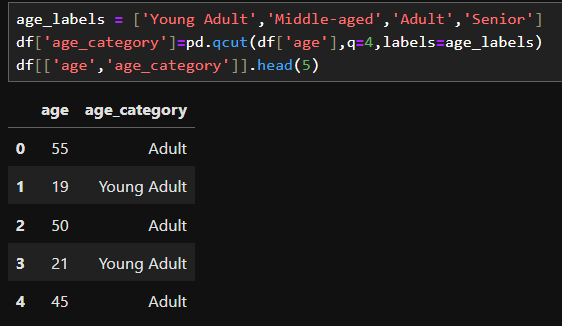 age_labels = ['Young Adult','Middle-aged','Adult','Senior']
df['age_category']=pd.qcut(df['age'],q=4,labels=age_labels)
df[['age','age_category']].head(5)
age age_category
0 55 Adult
1 19 Young Adult
2 50 Adult
3 21 Young Adult
4 45 Adult